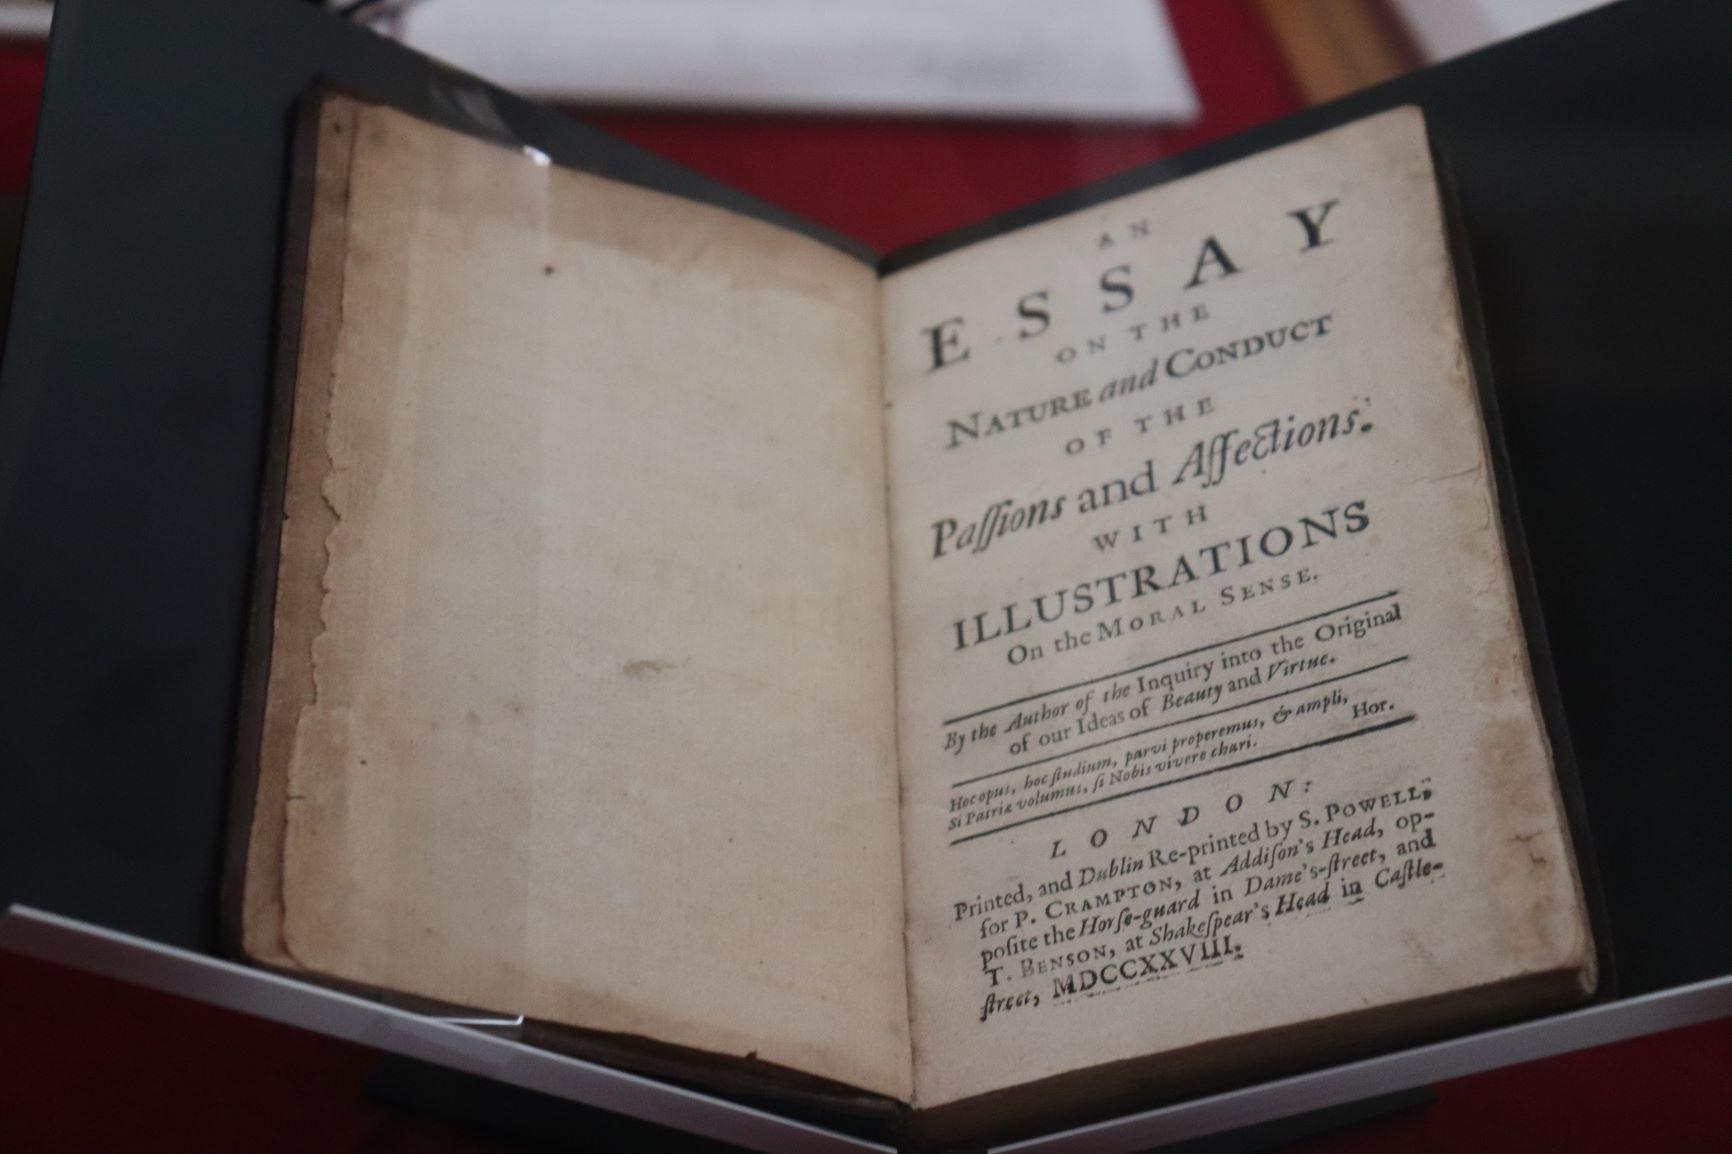 AN
ESSAY
ON THE
NATURE and CONDUCT
OF THE
Paſſions and Affections.
WITH
ILLUSTRATIONS
On the MORAL SENSE.
By the Author of the Inquiry into the Original
of our Ideas of Beauty and Virtue.
Hoc opus, hoc ſtudium, parvi properemus, & ampli,
Si Patriæ volumus, ſi Nobis vivere chari.
Hor.
LONDON:
Printed, and Dublin Re-printed by S. POWELL,
for P. CRAMPTON, at Addiſon's Head, op-
poſite the Horſe-guard in Dame's-ſtreet, and
T. BENSON, at Shakeſpear's Head in Caſtle-
ſtreet, MDCCXXVIII.